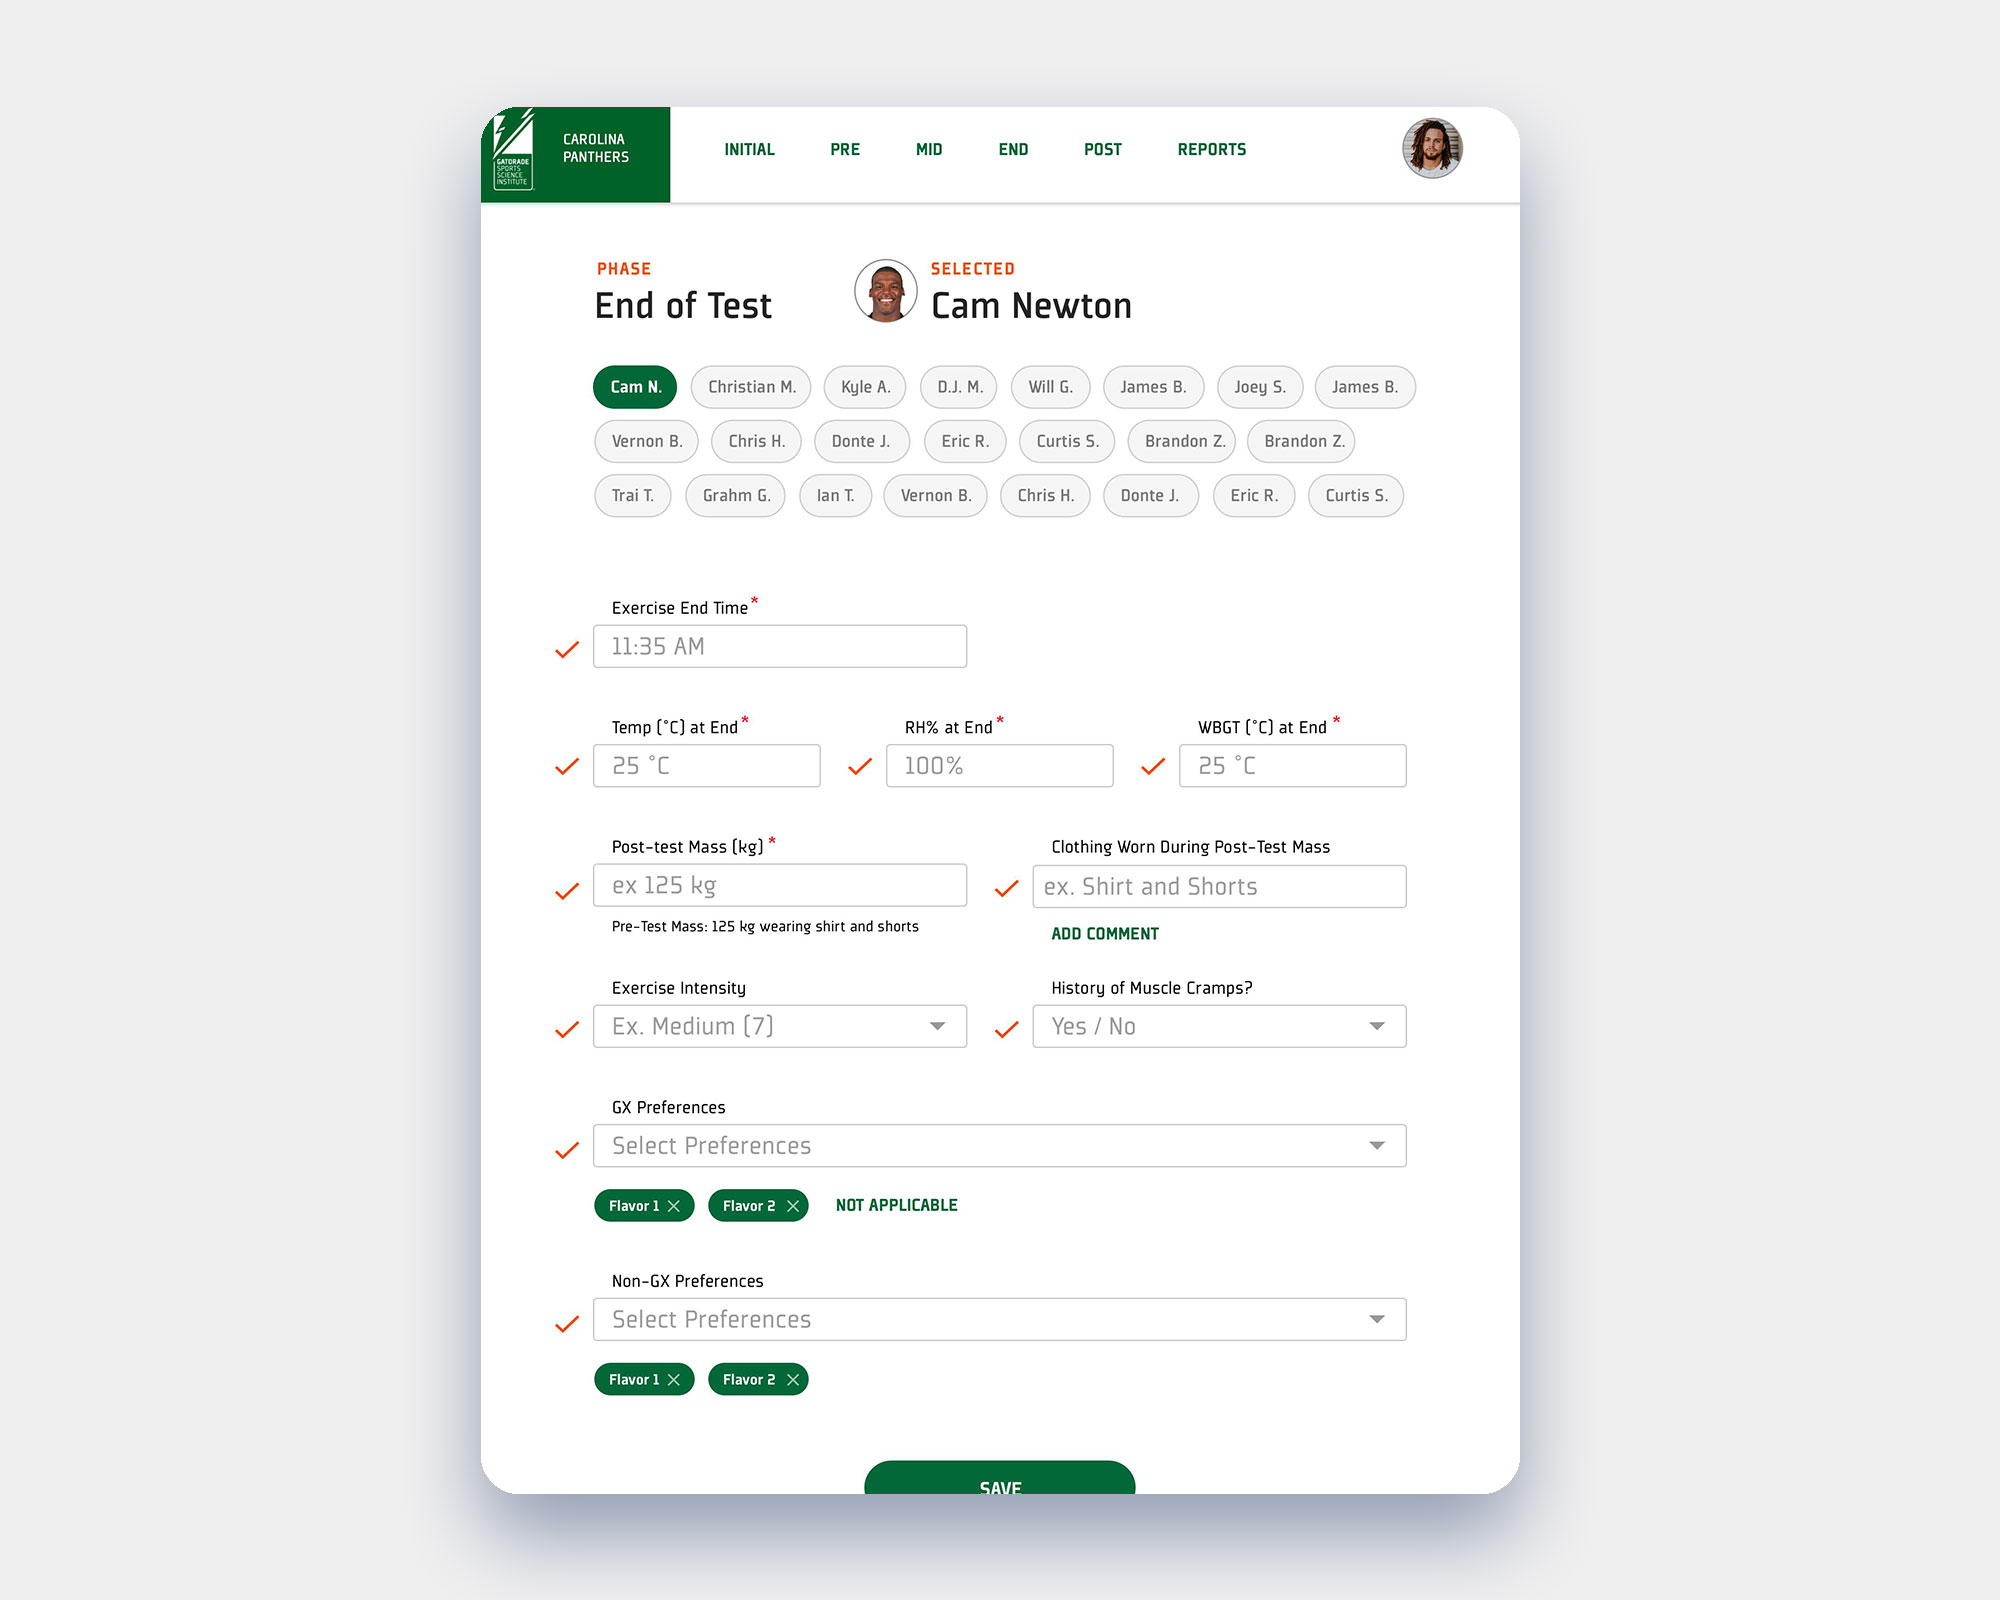 GATORADE
SPORTS
SCIENCE
INSTITUTE
CAROLINA
PANTHERS
INITIAL PRE MID END POST REPORTS
PHASE
End of Test
SELECTED
Cam Newton
Cam N. Christian M. Kyle A. D.J. M. Will G. James B. Joey S. James B.
Vernon B. Chris H. Donte J. Eric R. Curtis S. Brandon Z. Brandon Z.
Trai T. Grahm G. Ian T. Vernon B. Chris H. Donte J. Eric R. Curtis S.
Exercise End Time*
11:35 AM
Temp (°C) at End* RH% at End* WBGT (°C) at End *
25 °C 100% 25 °C
Post-test Mass (kg) * Clothing Worn During Post-Test Mass
ex 125 kg ex. Shirt and Shorts
Pre-Test Mass: 125 kg wearing shirt and shorts
ADD COMMENT
Exercise Intensity History of Muscle Cramps?
Ex. Medium (7) Yes / No
GX Preferences
Select Preferences
Flavor 1 Flavor 2 NOT APPLICABLE
Non-GX Preferences
Select Preferences
Flavor 1 Flavor 2
SAVE